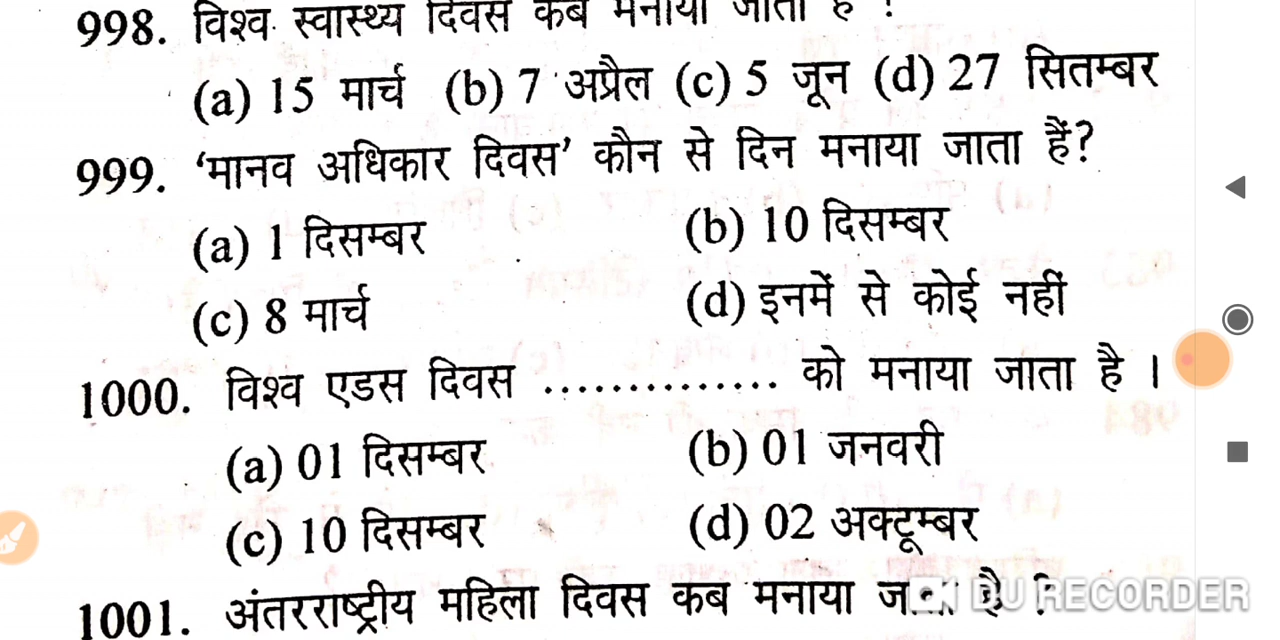 998. विश्व स्वास्थ्य दिवस कब मनाया जाता है ?
(a) 15 मार्च (b) 7 अप्रैल (c) 5 जून (d) 27 सितम्बर
999. ‘मानव अधिकार दिवस’ कौन से दिन मनाया जाता हैं?
(a) 1 दिसम्बर (b) 10 दिसम्बर
(c) 8 मार्च (d) इनमें से कोई नहीं
1000. विश्व एडस दिवस .............. को मनाया जाता है ।
(a) 01 दिसम्बर (b) 01 जनवरी
(c) 10 दिसम्बर (d) 02 अक्टूम्बर
1001. अंतरराष्ट्रीय महिला दिवस कब मनाया जाता है ?
DU RECORDER